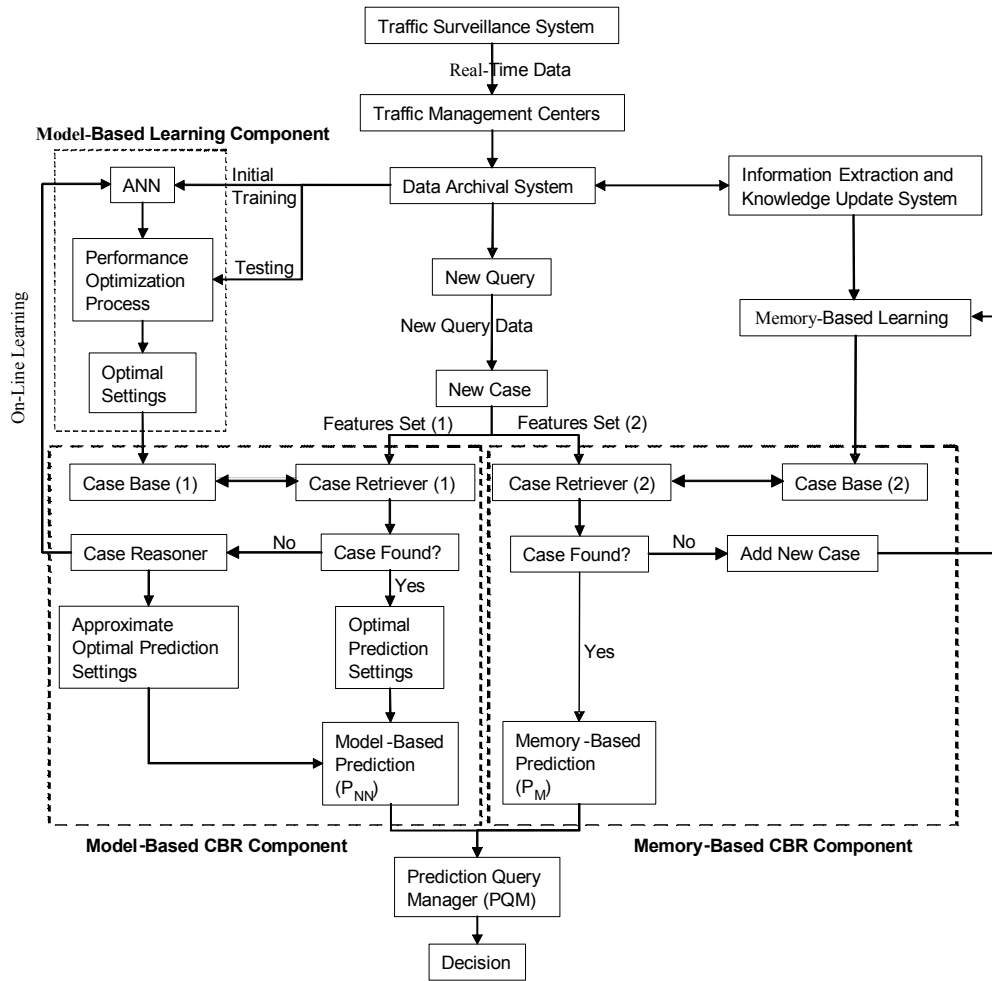 Traffic Surveillance System
Real-Time Data
Traffic Management Centers
Model-Based Learning Component
ANN
Initial
Training
Data Archival System
Information Extraction and
Knowledge Update System
Performance
Optimization
Process
Testing
New Query
New Query Data
Memory-Based Learning
On-Line Learning
Optimal
Settings
New Case
Features Set (1)
Features Set (2)
Case Base (1)
Case Retriever (1)
Case Retriever (2)
Case Base (2)
Case Reasoner
No
Case Found?
Case Found?
No
Add New Case
Yes
Approximate
Optimal Prediction
Settings
Optimal
Prediction
Settings
Yes
Model-Based
Prediction
(PNN)
Memory-Based
Prediction
(PM)
Model-Based CBR Component
Memory-Based CBR Component
Prediction Query
Manager (PQM)
Decision